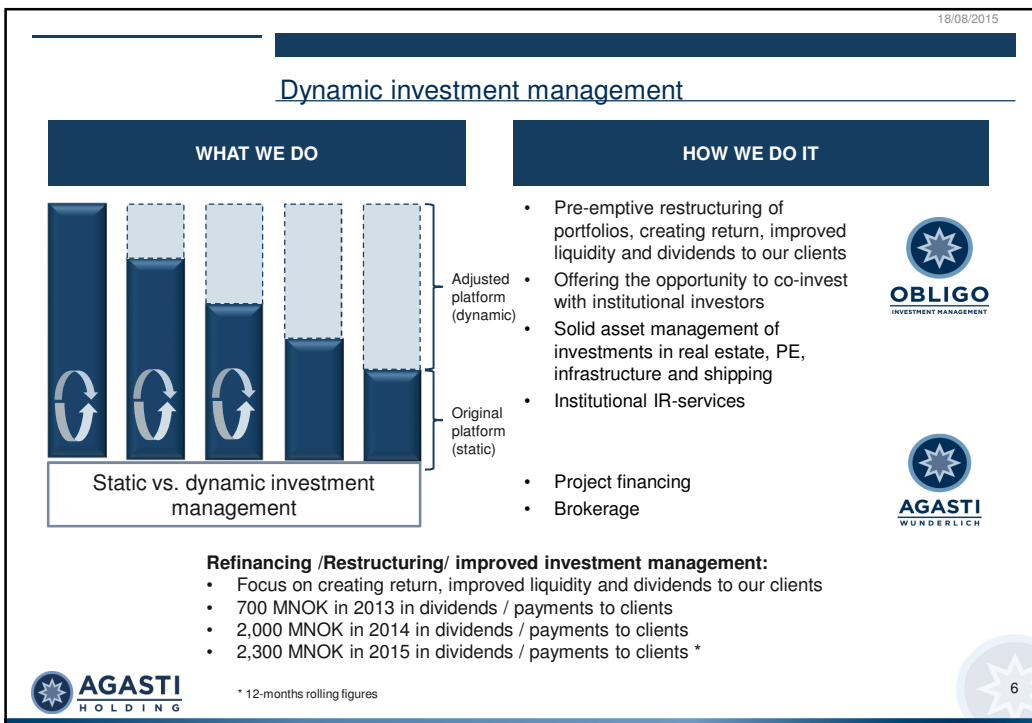 18/08/2015
Dynamic investment management
WHAT WE DO
HOW WE DO IT
Adjusted
platform
(dynamic)
Original
platform
(static)
Static vs. dynamic investment
management
• Pre-emptive restructuring of
portfolios, creating return, improved
liquidity and dividends to our clients
• Offering the opportunity to co-invest
with institutional investors
• Solid asset management of
investments in real estate, PE,
infrastructure and shipping
• Institutional IR-services
OBLIGO
INVESTMENT MANAGEMENT
• Project financing
• Brokerage
AGASTI
WUNDERLICH
Refinancing /Restructuring/ improved investment management:
• Focus on creating return, improved liquidity and dividends to our clients
• 700 MNOK in 2013 in dividends / payments to clients
• 2,000 MNOK in 2014 in dividends / payments to clients
• 2,300 MNOK in 2015 in dividends / payments to clients *
AGASTI
HOLDING
* 12-months rolling figures
6